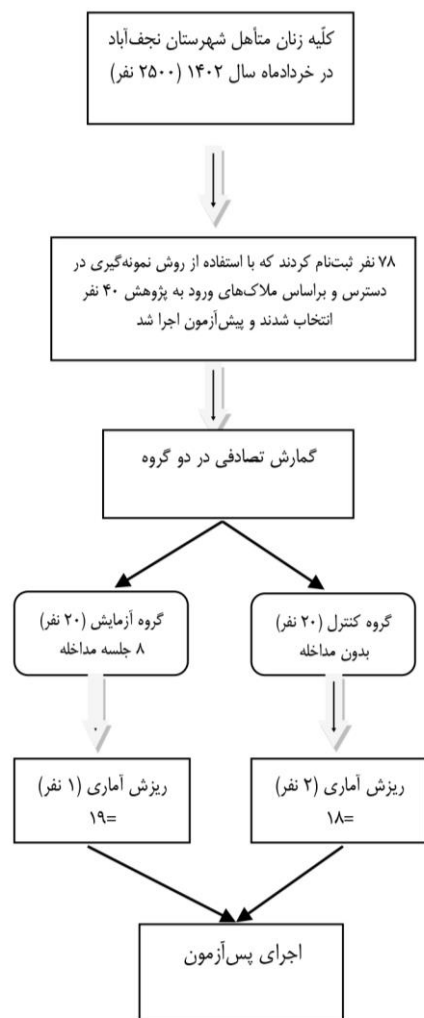 کلّیه زنان متأهل شهرستان نجف‌آباد
در خردادماه سال ۱۴۰۲ (۲۵۰۰ نفر)
۷۸ نفر ثبت‌نام کردند که با استفاده از روش نمونه‌گیری در
دسترس و براساس ملاک‌های ورود به پژوهش ۴۰ نفر
انتخاب شدند و پیش‌آزمون اجرا شد
گمارش تصادفی در دو گروه
گروه کنترل (۲۰ نفر)
بدون مداخله
گروه آزمایش (۲۰ نفر)
۸ جلسه مداخله
ریزش آماری (۲ نفر)
=۱۸
ریزش آماری (۱ نفر)
=۱۹
اجرای پس‌آزمون